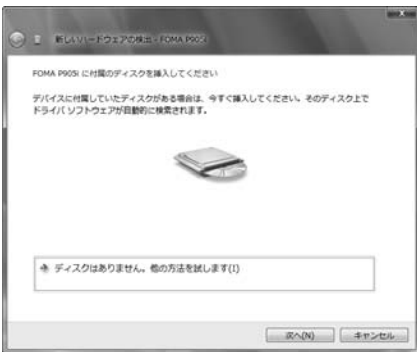 新しいハードウェアの検出 - FOMA P905i
FOMA P905i に付属のディスクを挿入してください
デバイスに付属していたディスクがある場合は、今すぐ挿入してください。そのディスク上で
ドライバ ソフトウェアが自動的に検索されます。
ディスクはありません。他の方法を試します(I)
次へ(N)
キャンセル